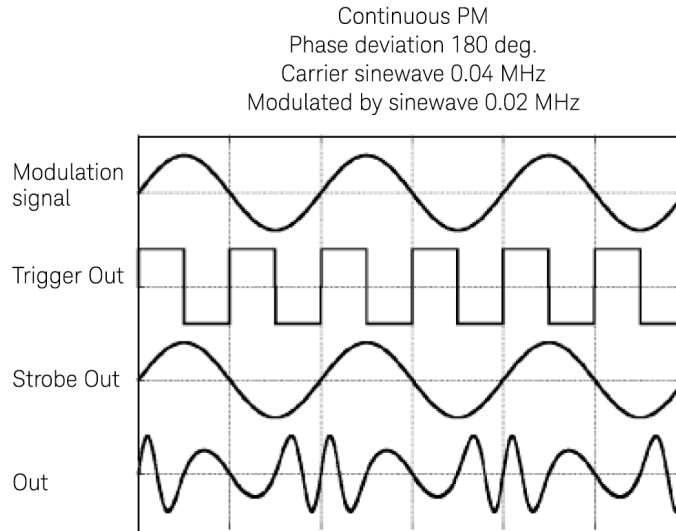 Continuous PM
Phase deviation 180 deg.
Carrier sinewave 0.04 MHz
Modulated by sinewave 0.02 MHz
Modulation
signal
Trigger Out
Strobe Out
Out